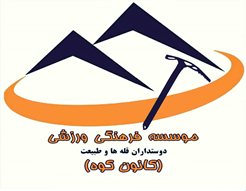 موسسه فرهنگی ورزشی
دوستداران قله ها و طبیعت
(کانون کوه)